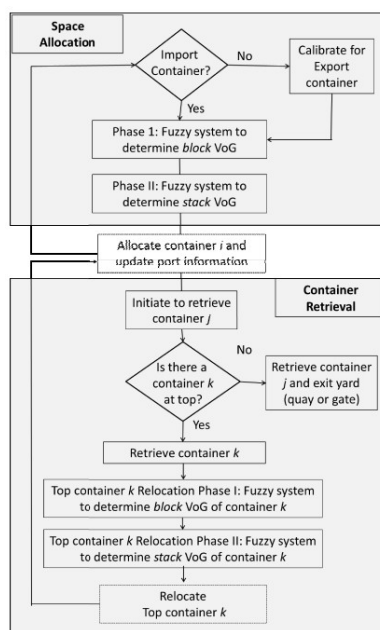 Space
Allocation
Import
Container?
No
Calibrate for
Export
container
Yes
Phase 1: Fuzzy system to
determine block VoG
Phase II: Fuzzy system to
determine stack VoG
Allocate container i and
update port information
Container
Retrieval
Initiate to retrieve
container j
Is there a
container k
at top?
No
Retrieve container
j and exit yard
(quay or gate)
Yes
Retrieve container k
Top container k Relocation Phase I: Fuzzy system
to determine block VoG of container k
Top container k Relocation Phase II: Fuzzy system
to determine stack VoG of container k
Relocate
Top container k